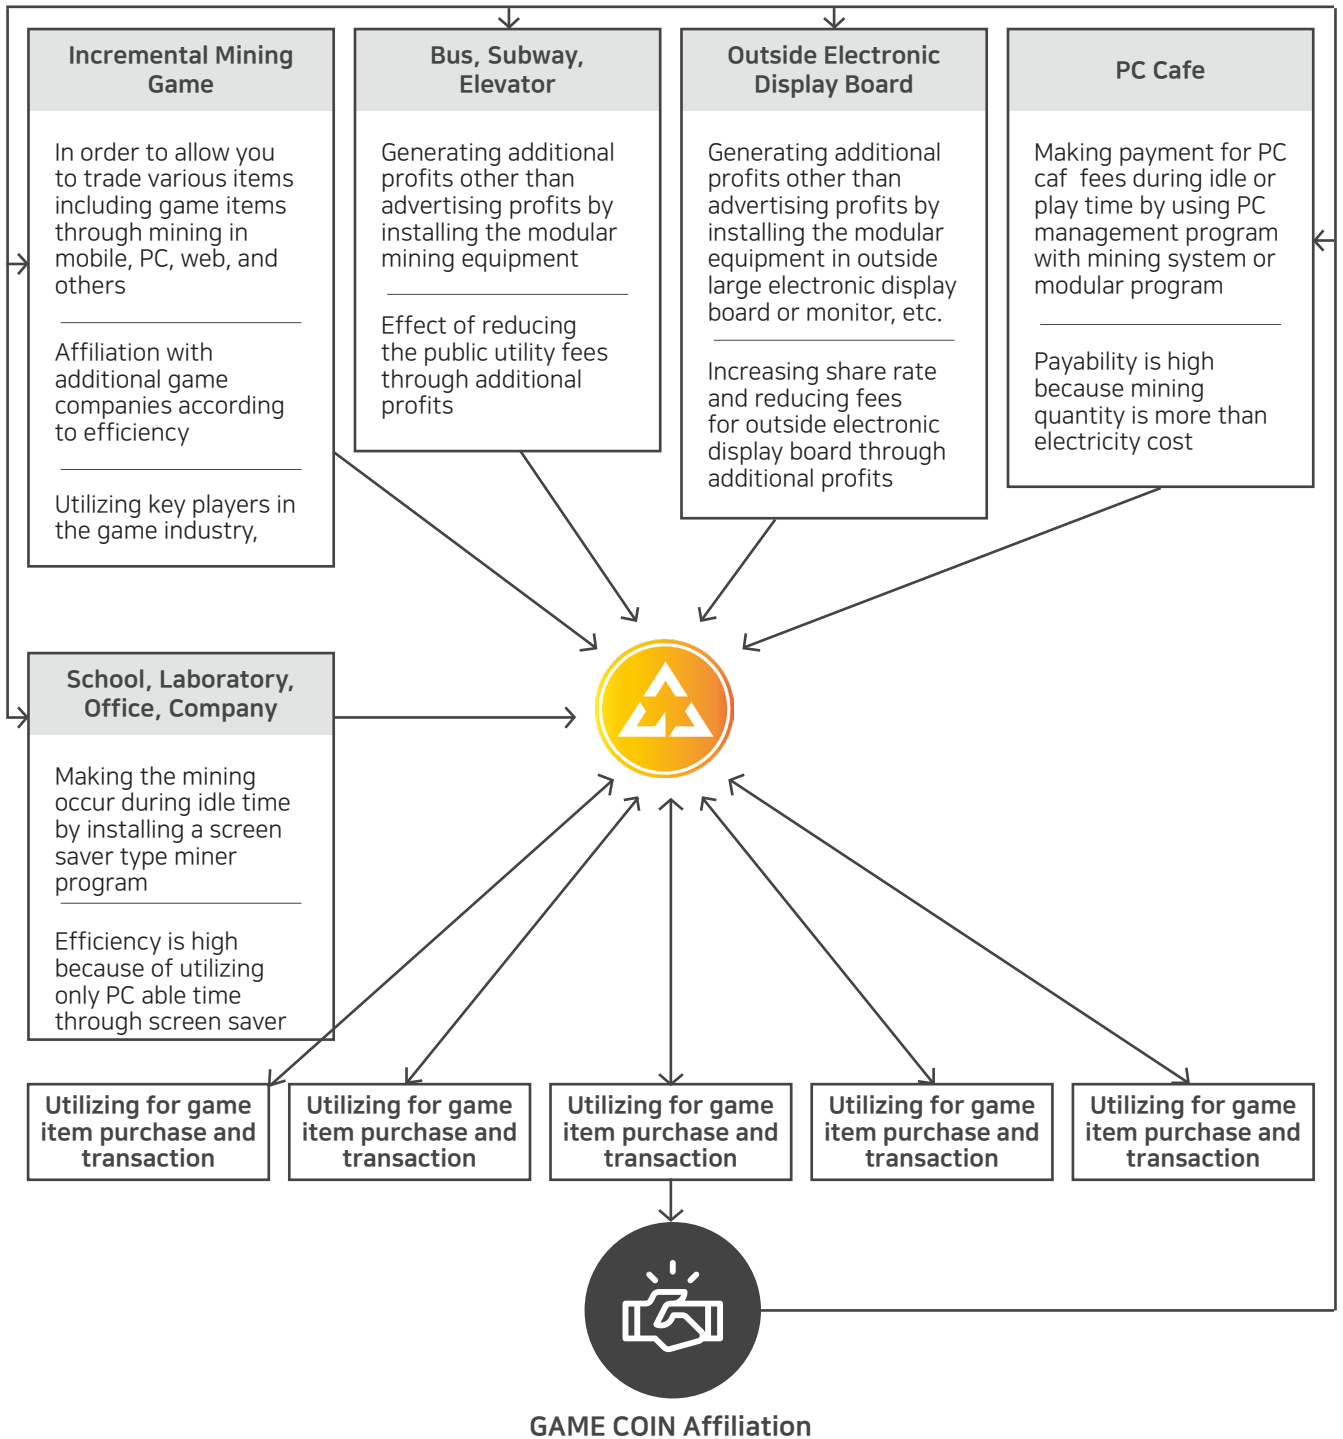 Incremental Mining
Game
In order to allow you
to trade various items
including game items
through mining in
mobile, PC, web, and
others
Affiliation with
additional game
companies according
to efficiency
Utilizing key players in
the game industry,
Bus, Subway,
Elevator
Generating additional
profits other than
advertising profits by
installing the modular
mining equipment
Effect of reducing
the public utility fees
through additional
profits
Outside Electronic
Display Board
Generating additional
profits other than
advertising profits by
installing the modular
equipment in outside
large electronic display
board or monitor, etc.
Increasing share rate
and reducing fees
for outside electronic
display board through
additional profits
PC Cafe
Making payment for PC
caf fees during idle or
play time by using PC
management program
with mining system or
modular program
Payability is high
because mining
quantity is more than
electricity cost
School, Laboratory,
Office, Company
Making the mining
occur during idle time
by installing a screen
saver type miner
program
Efficiency is high
because of utilizing
only PC able time
through screen saver
Utilizing for game
item purchase and
transaction
Utilizing for game
item purchase and
transaction
Utilizing for game
item purchase and
transaction
Utilizing for game
item purchase and
transaction
Utilizing for game
item purchase and
transaction
GAME COIN Affiliation